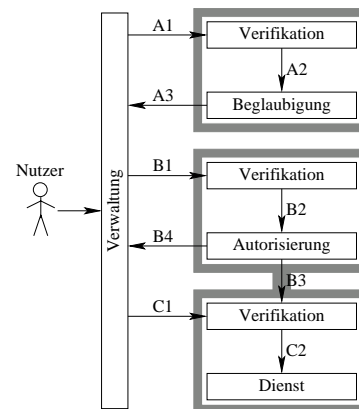 A1
Verifikation
A2
A3
Beglaubigung
Nutzer
Verwaltung
B1
Verifikation
B2
B4
Autorisierung
B3
C1
Verifikation
C2
Dienst